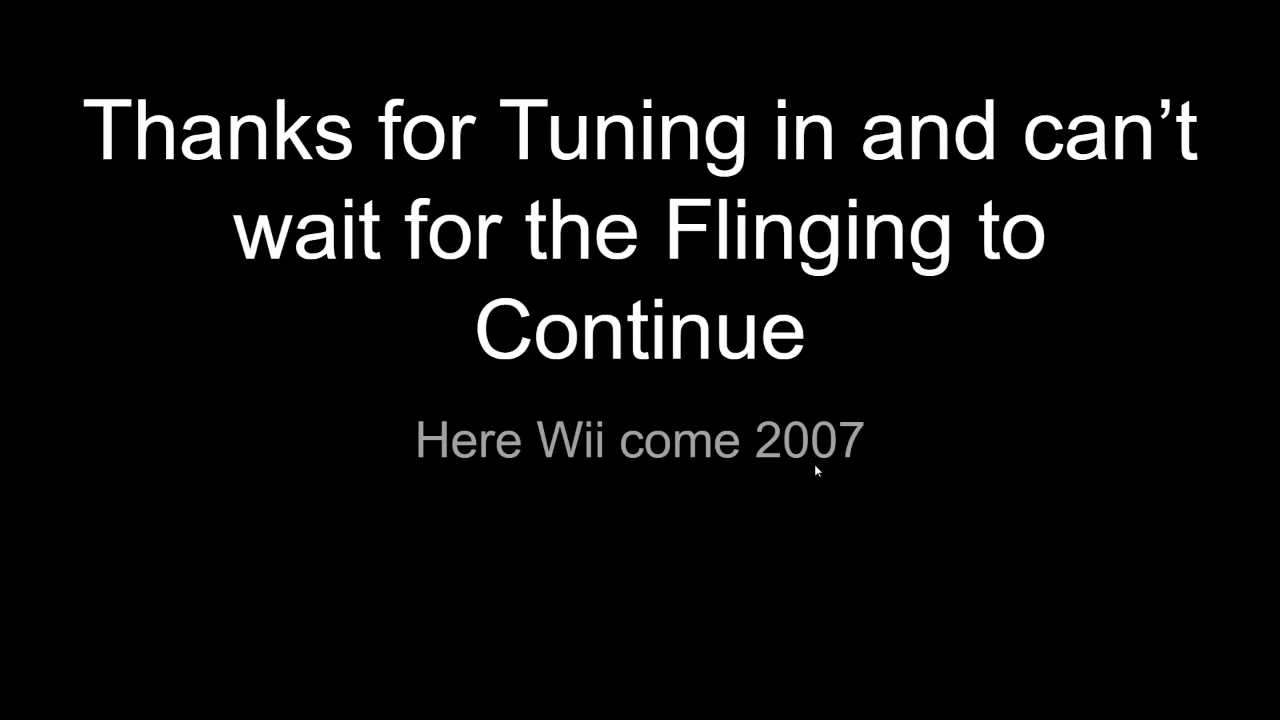 Thanks for Tuning in and can’t
wait for the Flinging to
Continue
Here Wii come 2007